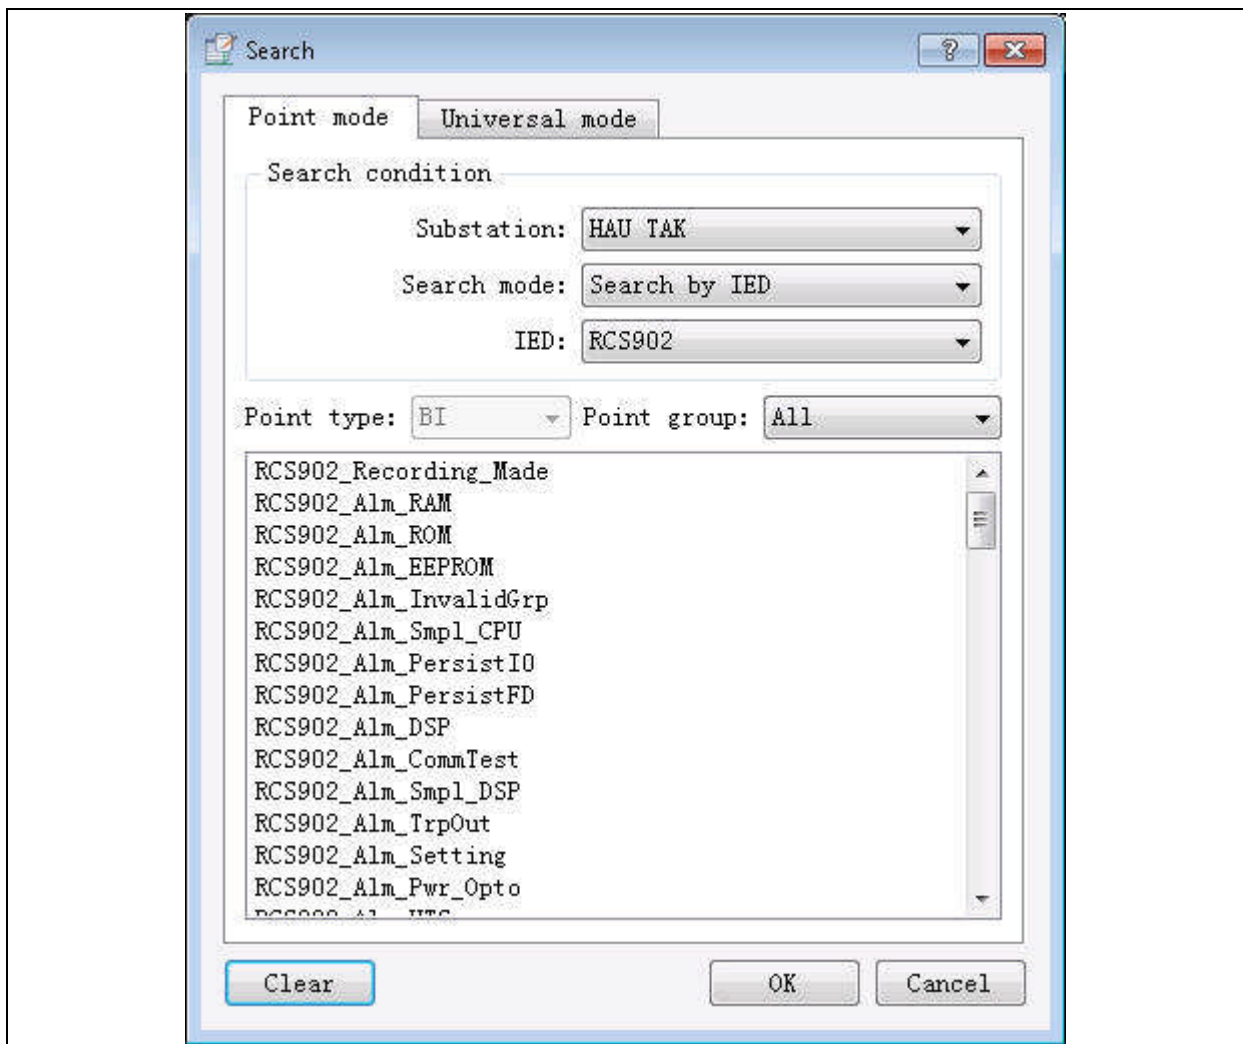 Search
Point mode
Universal mode
Search condition
Substation: HAU TAK
Search mode: Search by IED
IED: RCS902
Point type: BI Point group: All
RCS902_Recording_Made
RCS902_Alm_RAM
RCS902_Alm_ROM
RCS902_Alm_EEPROM
RCS902_Alm_InvalidGrp
RCS902_Alm_Smpl_CPU
RCS902_Alm_PersistI0
RCS902_Alm_PersistFD
RCS902_Alm_DSP
RCS902_Alm_CommTest
RCS902_Alm_Smpl_DSP
RCS902_Alm_TrpOut
RCS902_Alm_Setting
RCS902_Alm_Pwr_Opto
Clear OK Cancel